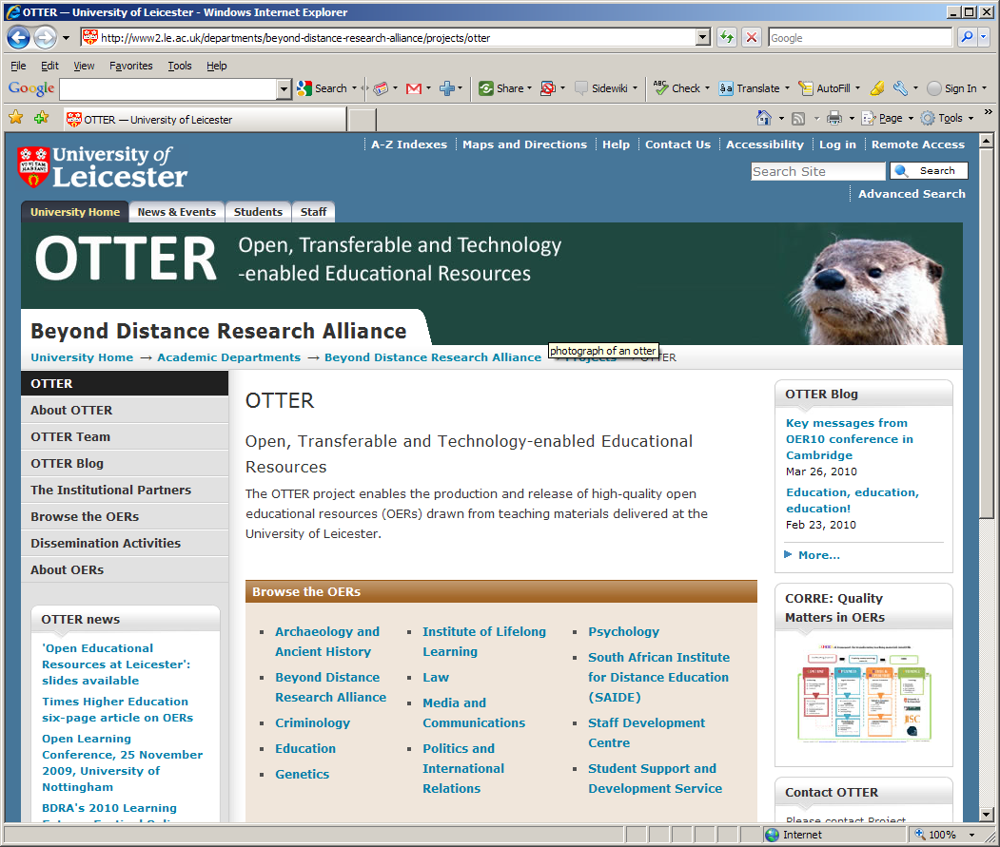 OTTER — University of Leicester - Windows Internet Explorer
http://www2.le.ac.uk/departments/beyond-distance-research-alliance/projects/otter
Google
File Edit View Favorites Tools Help
Google Search Share Sidewiki ABC Check Translate AutoFill Sign In
OTTER — University of Leicester
Page Tools
A-Z Indexes Maps and Directions Help Contact Us Accessibility Log in Remote Access
University of
Leicester
Search Site Search
Advanced Search
University Home News & Events Students Staff
OTTER Open, Transferable and Technology
-enabled Educational Resources
Beyond Distance Research Alliance
photograph of an otter
University Home → Academic Departments → Beyond Distance Research Alliance Projects OTTER
OTTER
About OTTER
OTTER Team
OTTER Blog
The Institutional Partners
Browse the OERs
Dissemination Activities
About OERs
OTTER news
'Open Educational
Resources at Leicester':
slides available
Times Higher Education
six-page article on OERs
Open Learning
Conference, 25 November
2009, University of
Nottingham
BDRA's 2010 Learning
OTTER
Open, Transferable and Technology-enabled Educational
Resources
The OTTER project enables the production and release of high-quality open
educational resources (OERs) drawn from teaching materials delivered at the
University of Leicester.
Browse the OERs
Archaeology and
Ancient History
Beyond Distance
Research Alliance
Criminology
Education
Genetics
Institute of Lifelong
Learning
Law
Media and
Communications
Politics and
International
Relations
Psychology
South African Institute
for Distance Education
(SAIDE)
Staff Development
Centre
Student Support and
Development Service
OTTER Blog
Key messages from
OER10 conference in
Cambridge
Mar 26, 2010
Education, education,
education!
Feb 23, 2010
More...
CORRE: Quality
Matters in OERs
JISC
Contact OTTER
Please contact Project
Internet 100%